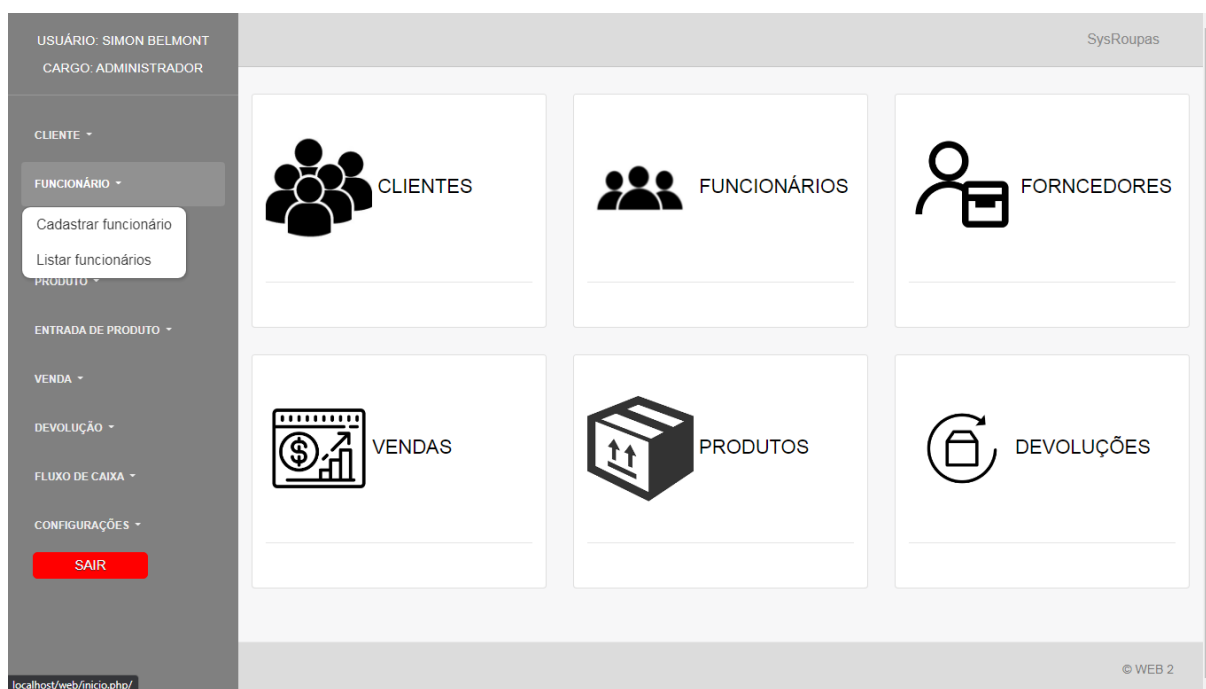 USUÁRIO: SIMON BELMONT
CARGO: ADMINISTRADOR
SysRoupas
CLIENTE
FUNCIONÁRIO
Cadastrar funcionário
Listar funcionários
PRODUTO
ENTRADA DE PRODUTO
VENDA
DEVOLUÇÃO
FLUXO DE CAIXA
CONFIGURAÇÕES
SAIR
CLIENTES
FUNCIONÁRIOS
FORNCEDORES
VENDAS
PRODUTOS
DEVOLUÇÕES
© WEB 2
localhost/web/inicio.php/